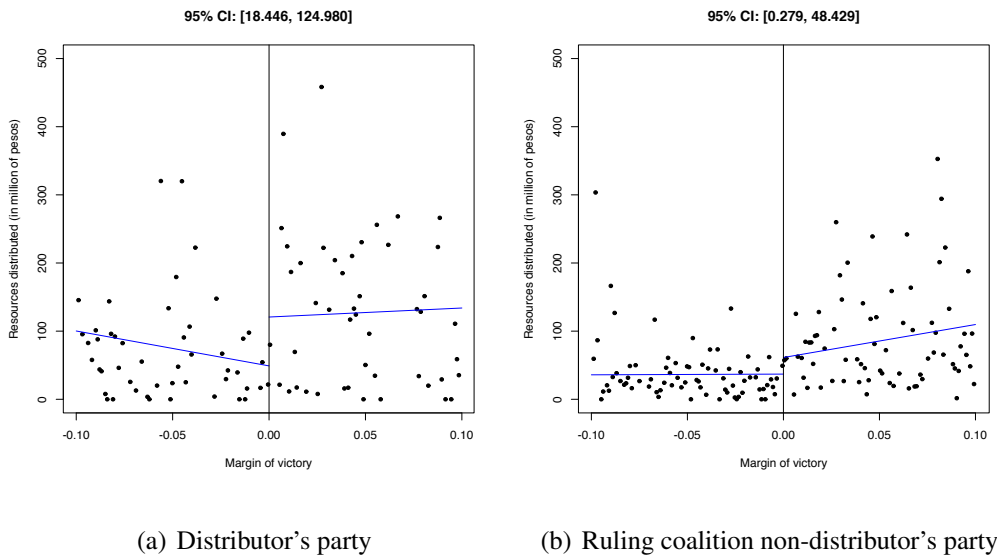 95% CI: [18.446, 124.980]
Resources distributed (in million of pesos)
500
400
300
200
100
0
-0.10 -0.05 0.00 0.05 0.10
Margin of victory
(a) Distributor's party
95% CI: [0.279, 48.429]
Resources distributed (in million of pesos)
500
400
300
200
100
0
-0.10 -0.05 0.00 0.05 0.10
Margin of victory
(b) Ruling coalition non-distributor's party